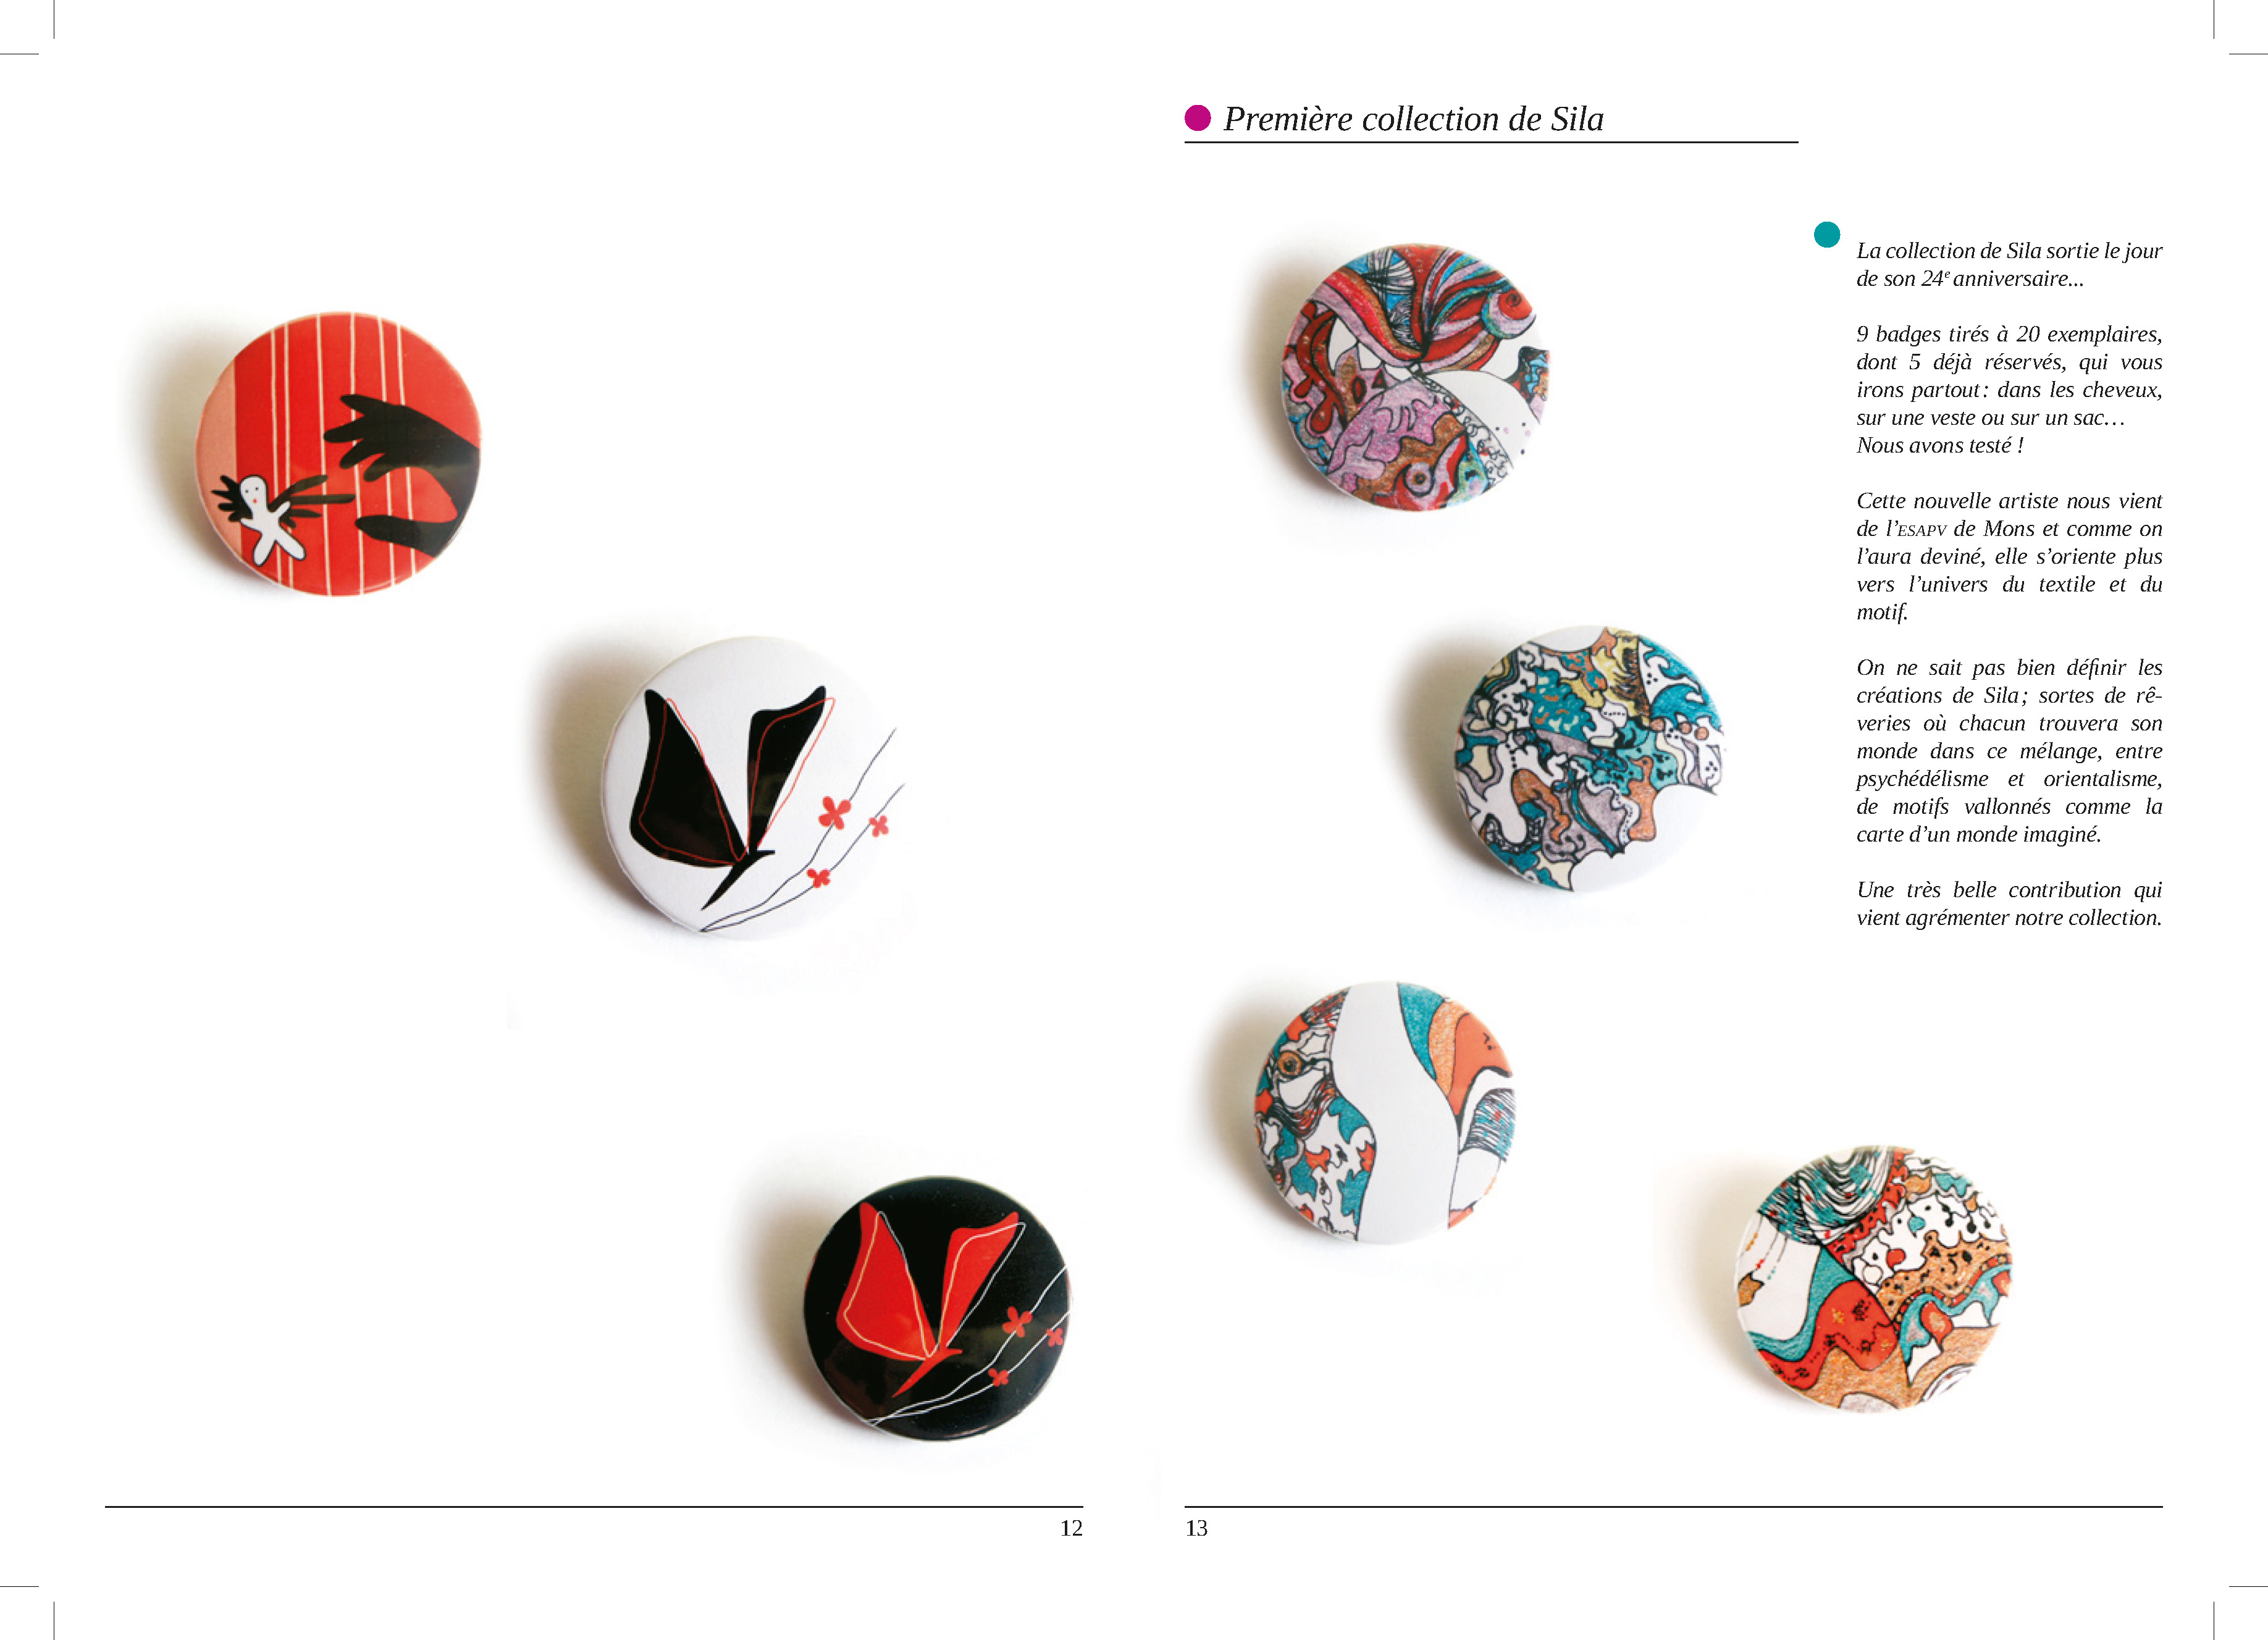 Première collection de Sila
La collection de Sila sortie le jour
de son 24e anniversaire...
9 badges tirés à 20 exemplaires,
dont 5 déjà réservés, qui vous
irons partout : dans les cheveux,
sur une veste ou sur un sac…
Nous avons testé !
Cette nouvelle artiste nous vient
de l’ESAPV de Mons et comme on
l’aura deviné, elle s’oriente plus
vers l’univers du textile et du
motif.
On ne sait pas bien définir les
créations de Sila ; sortes de rê-
veries où chacun trouvera son
monde dans ce mélange, entre
psychédélisme et orientalisme,
de motifs vallonnés comme la
carte d’un monde imaginé.
Une très belle contribution qui
vient agrémenter notre collection.
12
13